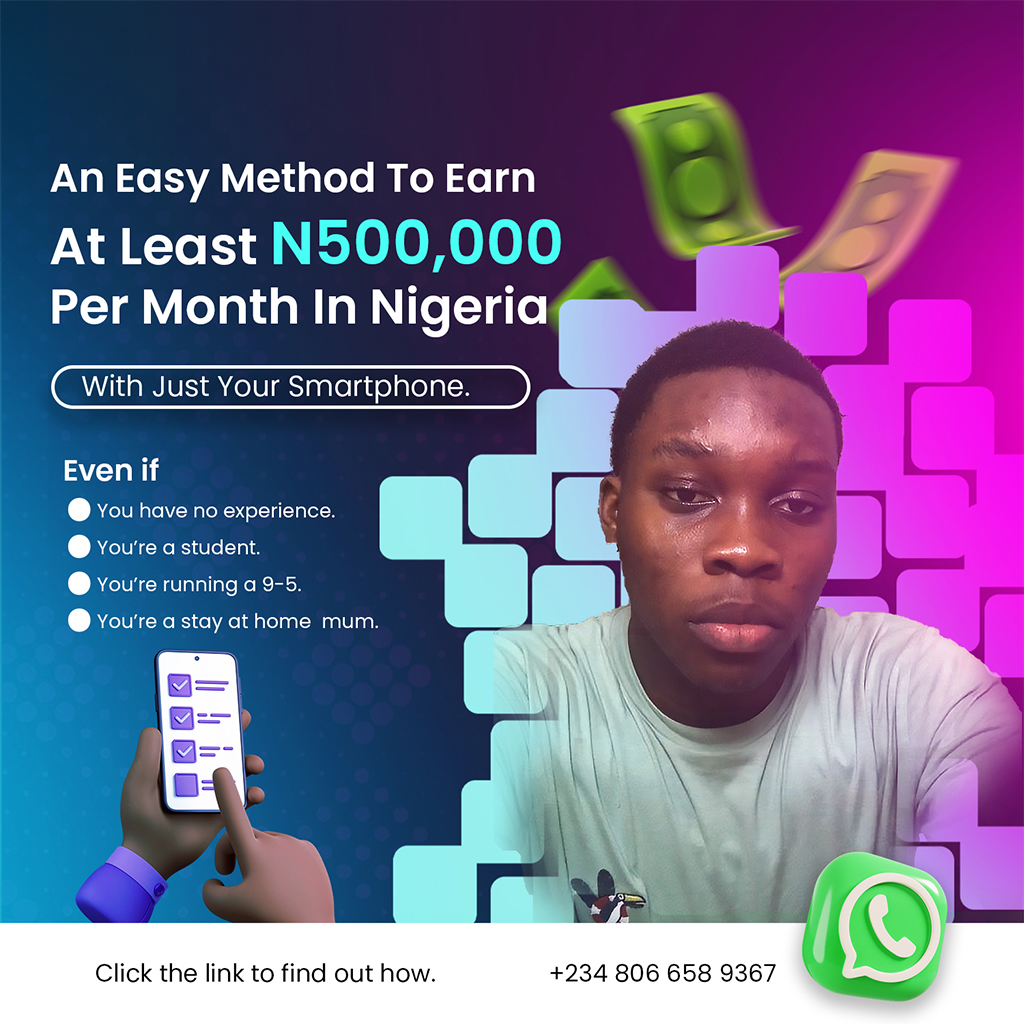 An Easy Method To Earn
At Least N500,000
Per Month In Nigeria
With Just Your Smartphone.
Even if
You have no experience.
You're a student.
You're running a 9-5.
You're a stay at home  mum.
Click the link to find out how.
+234 806 658 9367